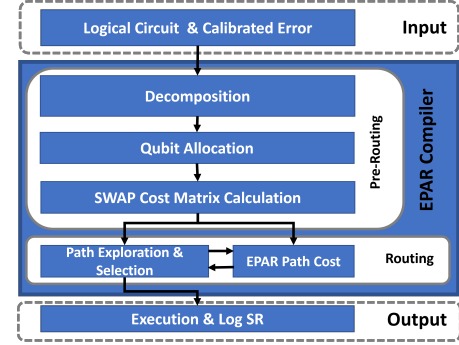 Logical Circuit & Calibrated Error
Input
Decomposition
Qubit Allocation
SWAP Cost Matrix Calculation
Pre-Routing
EPAR Compiler
Path Exploration &
Selection
EPAR Path Cost
Routing
Execution & Log SR
Output